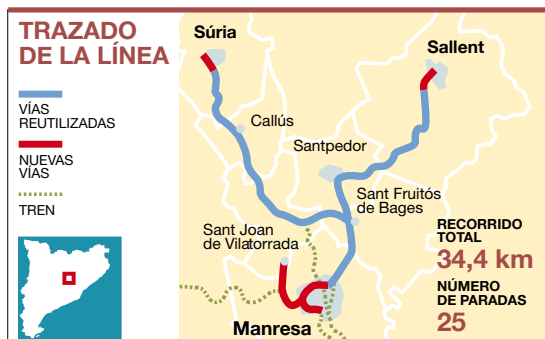 TRAZADO
DE LA LÍNEA
VÍAS
REUTILIZADAS
NUEVAS
VÍAS
TREN
Súria
Sallent
Callús
Santpedor
Sant Fruitós
de Bages
Sant Joan
de Vilatorrada
Manresa
RECORRIDO
TOTAL
34,4 km
NÚMERO
DE PARADAS
25